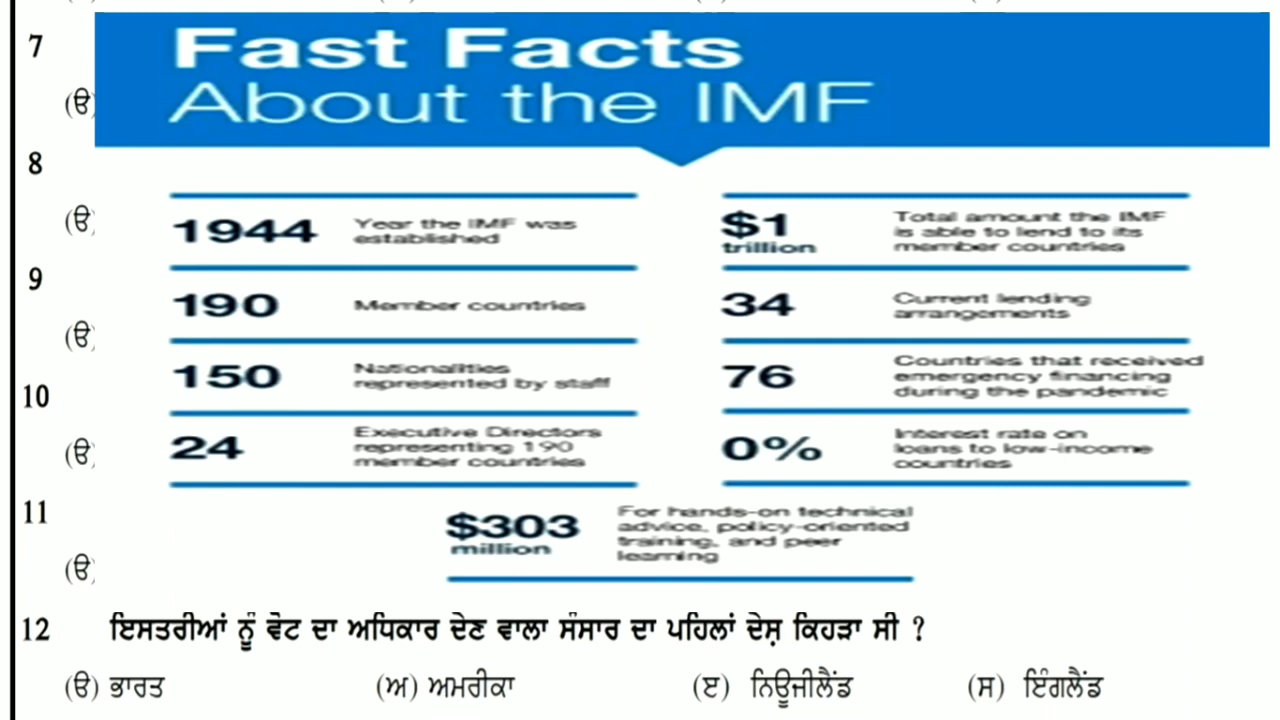 7
Fast Facts
About the IMF
(ੳ)
8
(ੳ)
1944 Year the IMF was
established
$1
trillion
Total amount the IMF
is able to lend to its
member countries
9
190 Member countries
34 Current lending
arrangements
(ੳ)
150 Nationalities
represented by staff
76 Countries that received
emergency financing
during the pandemic
10
(ੳ)
24 Executive Directors
representing 190
member countries
0% Interest rate on
loans to low-income
countries
11
$303
million
For hands-on technical
advice, policy-oriented
training, and peer
learning
(ੳ)
12 ਇਸਤਰੀਆਂ ਨੂੰ ਵੋਟ ਦਾ ਅਧਿਕਾਰ ਦੇਣ ਵਾਲਾ ਸੰਸਾਰ ਦਾ ਪਹਿਲਾਂ ਦੇਸ਼ ਕਿਹੜਾ ਸੀ ?
(ੳ) ਭਾਰਤ (ਅ) ਅਮਰੀਕਾ (ੲ) ਨਿਊਜੀਲੈਂਡ (ਸ) ਇੰਗਲੈਂਡ